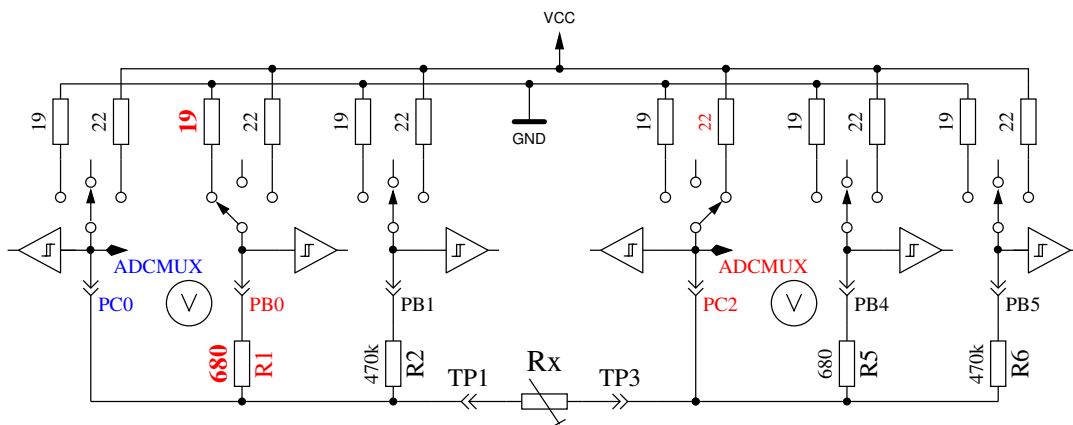 VCC
19
22
19
22
19
22
GND
19
22
19
22
19
22
ADCMUX
PC0
V
PB0
PB1
ADCMUX
PC2
V
PB4
PB5
680
R1
470k
R2
TP1
Rx
TP3
680
R5
470k
R6